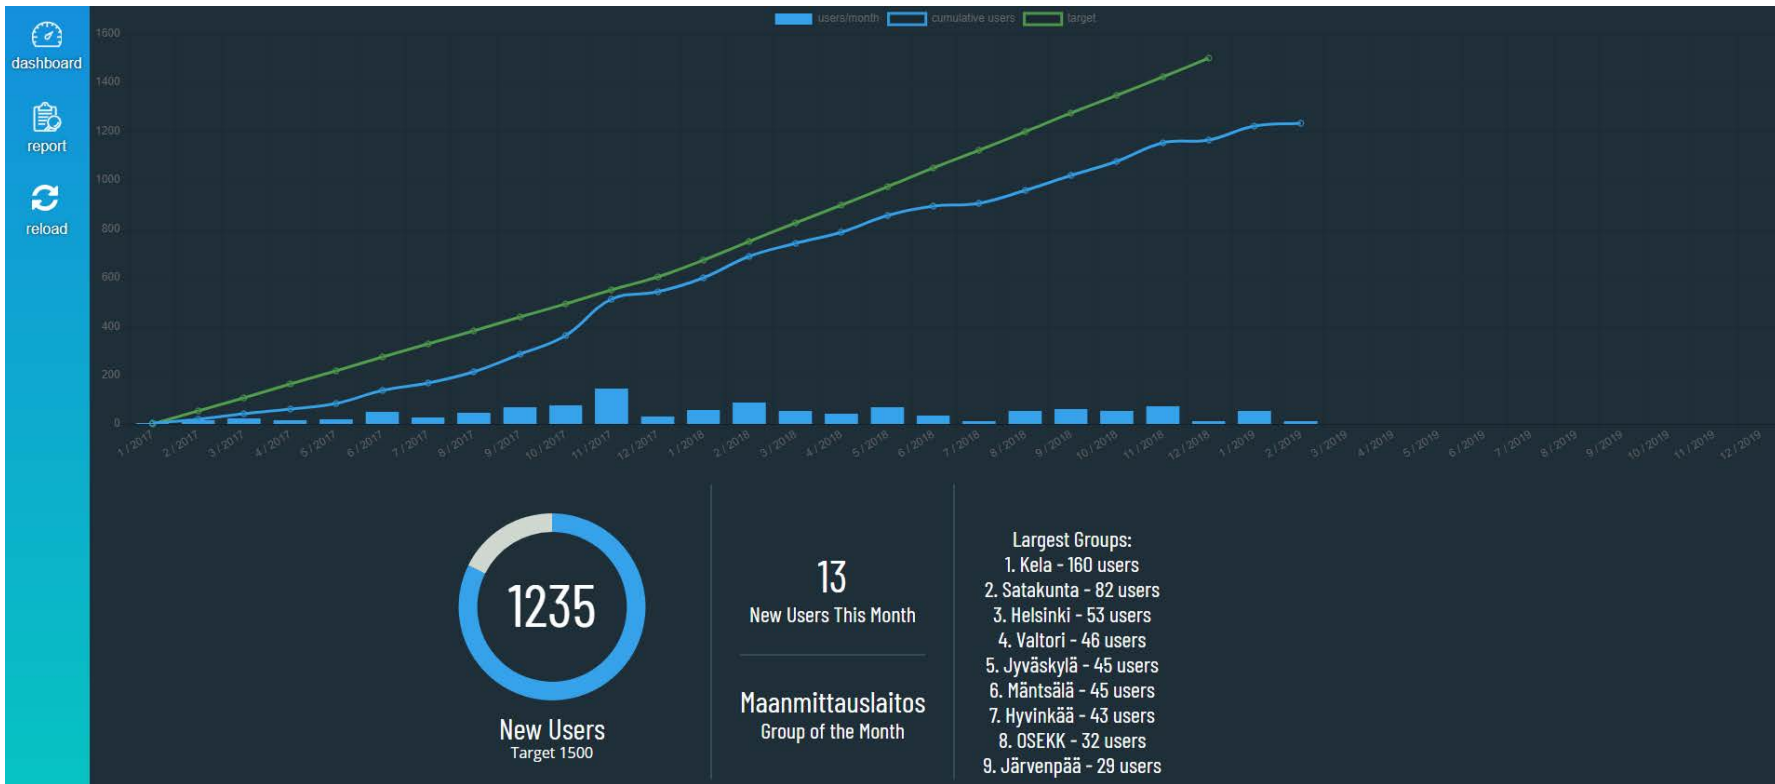 dashboard
report
reload
users/month cumulative users target
1600
1400
1200
1000
800
600
400
200
0
1 / 2017 2 / 2017 3 / 2017 4 / 2017 5 / 2017 6 / 2017 7 / 2017 8 / 2017 9 / 2017 10 / 2017 11 / 2017 12 / 2017 1 / 2018 2 / 2018 3 / 2018 4 / 2018 5 / 2018 6 / 2018 7 / 2018 8 / 2018 9 / 2018 10 / 2018 11 / 2018 12 / 2018 1 / 2019 2 / 2019 3 / 2019 4 / 2019 5 / 2019 6 / 2019 7 / 2019 8 / 2019 9 / 2019 10 / 2019 11 / 2019 12 / 2019
1235
New Users
Target 1500
13
New Users This Month
Maanmittauslaitos
Group of the Month
Largest Groups:
1. Kela - 160 users
2. Satakunta - 82 users
3. Helsinki - 53 users
4. Valtori - 46 users
5. Jyväskylä - 45 users
6. Mäntsälä - 45 users
7. Hyvinkää - 43 users
8. OSEKK - 32 users
9. Järvenpää - 29 users